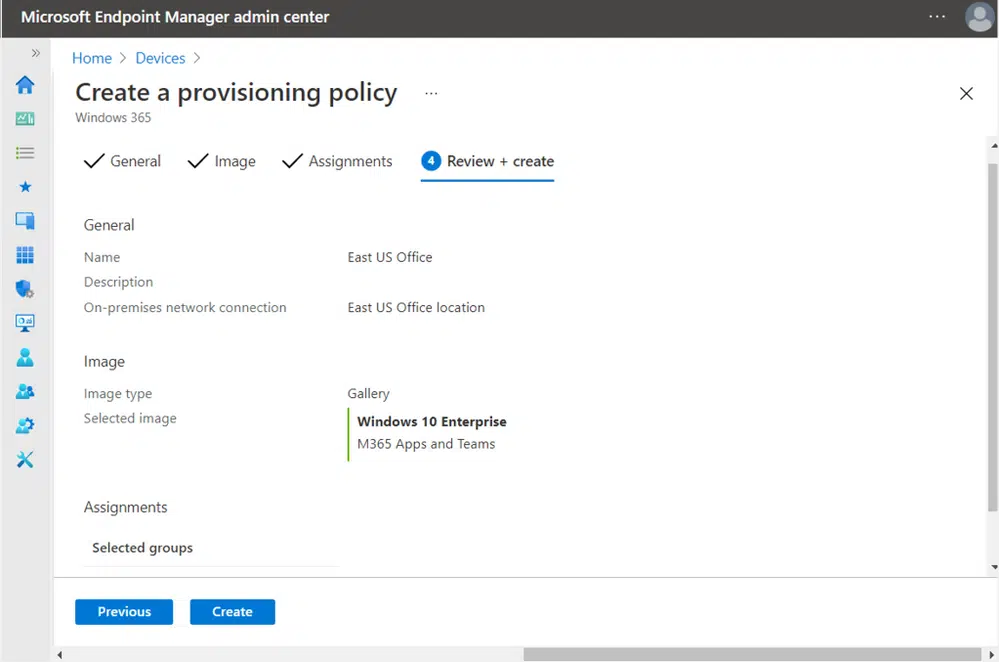 Microsoft Endpoint Manager admin center
Home > Devices >
Create a provisioning policy ...
Windows 365
General Image Assignments 4 Review + create
General
Name East US Office
Description
On-premises network connection East US Office location
Image
Image type Gallery
Selected image Windows 10 Enterprise
M365 Apps and Teams
Assignments
Selected groups
Previous Create